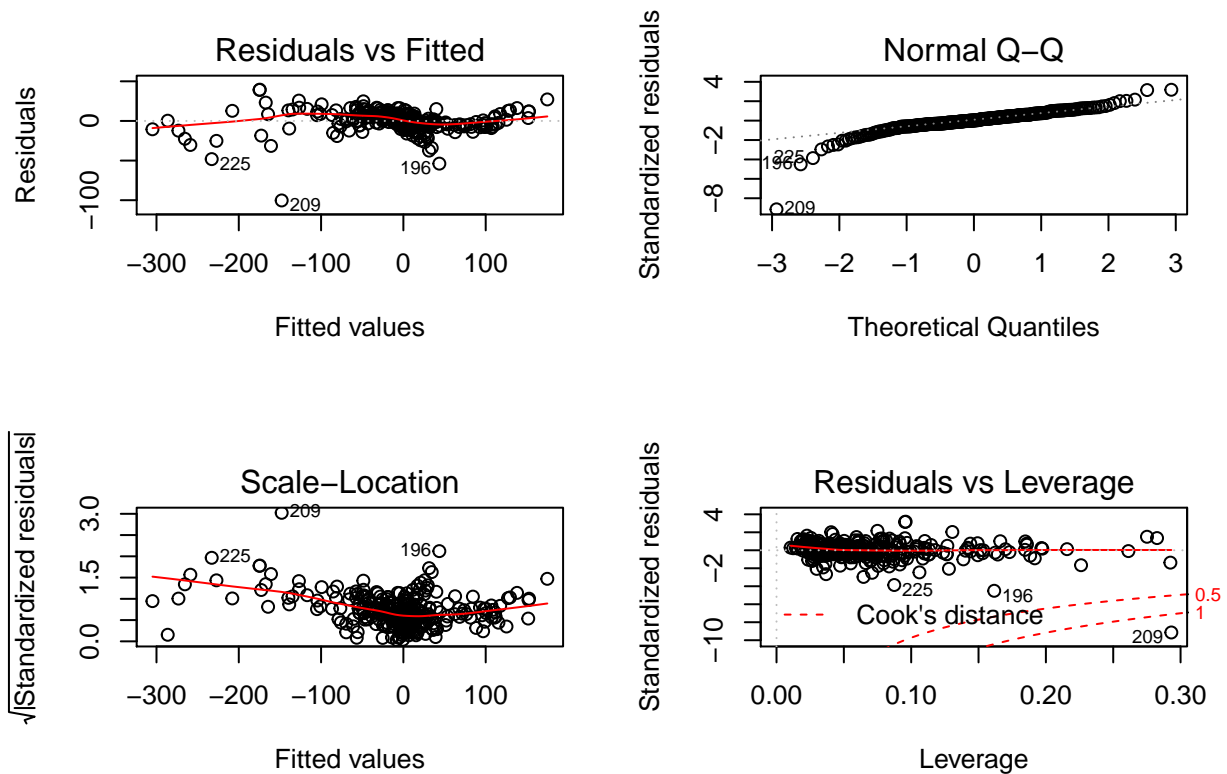 Residuals vs Fitted
Residuals
0
−100
225
196
209
−300 −200 −100 0 100
Fitted values
Normal Q−Q
Standardized residuals
4
−2
−8
225
196
209
−3 −2 −1 0 1 2 3
Theoretical Quantiles
Scale−Location
√|Standardized residuals|
3.0
1.5
0.0
209
225
196
−300 −200 −100 0 100
Fitted values
Residuals vs Leverage
Standardized residuals
4
−2
−10
225
196
0.5
Cook's distance
1
209
0.00 0.10 0.20 0.30
Leverage